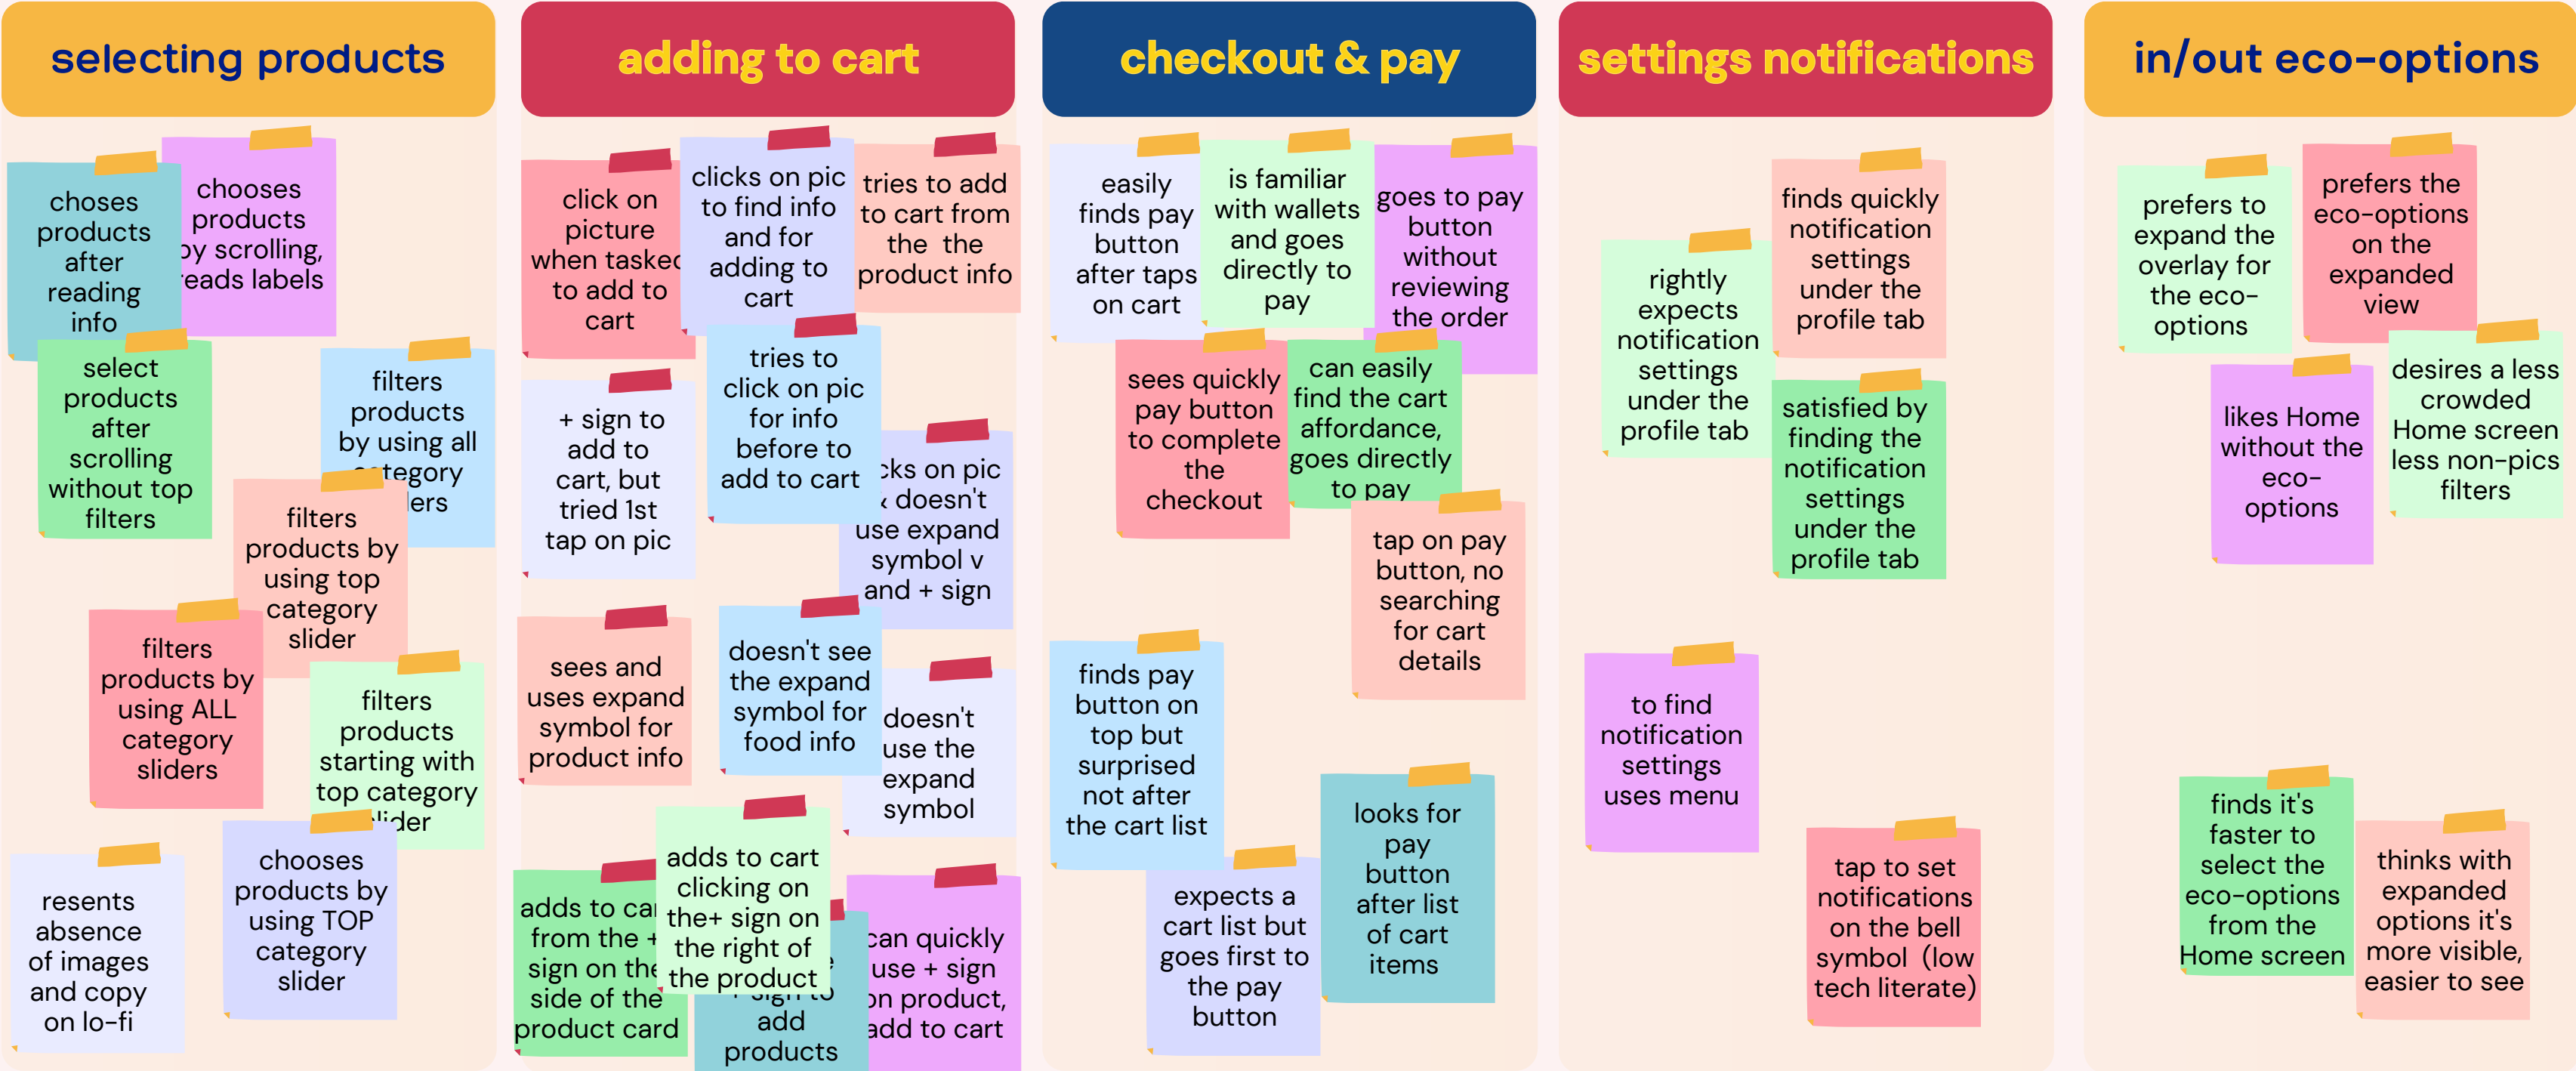 selecting products
choses
products
after
reading
info
chooses
products
by scrolling,
reads labels
select
products
after
scrolling
without top
filters
filters
products
by using all
category
filters
products by
using top
category
slider
filters
products by
using ALL
category
sliders
filters
products
starting with
top category
slider
resents
absence
of images
and copy
on lo-fi
chooses
products by
using TOP
category
slider
adding to cart
click on
picture
when tasked
to add to
cart
clicks on pic
to find info
and for
adding to
cart
tries to add
to cart from
the the
product info
+ sign to
add to
cart, but
tried 1st
tap on pic
tries to
click on pic
for info
before to
add to cart
on pic
& doesn't
use expand
symbol v
and + sign
sees and
uses expand
symbol for
product info
doesn't see
the expand
symbol for
food info
doesn't
use the
expand
symbol
adds to cart
from the +
sign on the
side of the
product card
adds to cart
clicking on
the+ sign on
the right of
the product
+ sign to
add
products
can quickly
use + sign
on product,
add to cart
checkout & pay
easily
finds pay
button
after taps
on cart
is familiar
with wallets
and goes
directly to
pay
goes to pay
button
without
reviewing
the order
sees quickly
pay button
to complete
the
checkout
can easily
find the cart
affordance,
goes directly
to pay
tap on pay
button, no
searching
for cart
details
finds pay
button on
top but
surprised
not after
the cart list
expects a
cart list but
goes first to
the pay
button
looks for
pay
button
after list
of cart
items
settings notifications
rightly
expects
notification
settings
under the
profile tab
finds quickly
notification
settings
under the
profile tab
satisfied by
finding the
notification
settings
under the
profile tab
to find
notification
settings
uses menu
tap to set
notifications
on the bell
symbol (low
tech literate)
in/out eco-options
prefers to
expand the
overlay for
the eco-
options
prefers the
eco-options
on the
expanded
view
likes Home
without the
eco-
options
desires a less
crowded
Home screen
less non-pics
filters
finds it's
faster to
select the
eco-options
from the
Home screen
thinks with
expanded
options it's
more visible,
easier to see